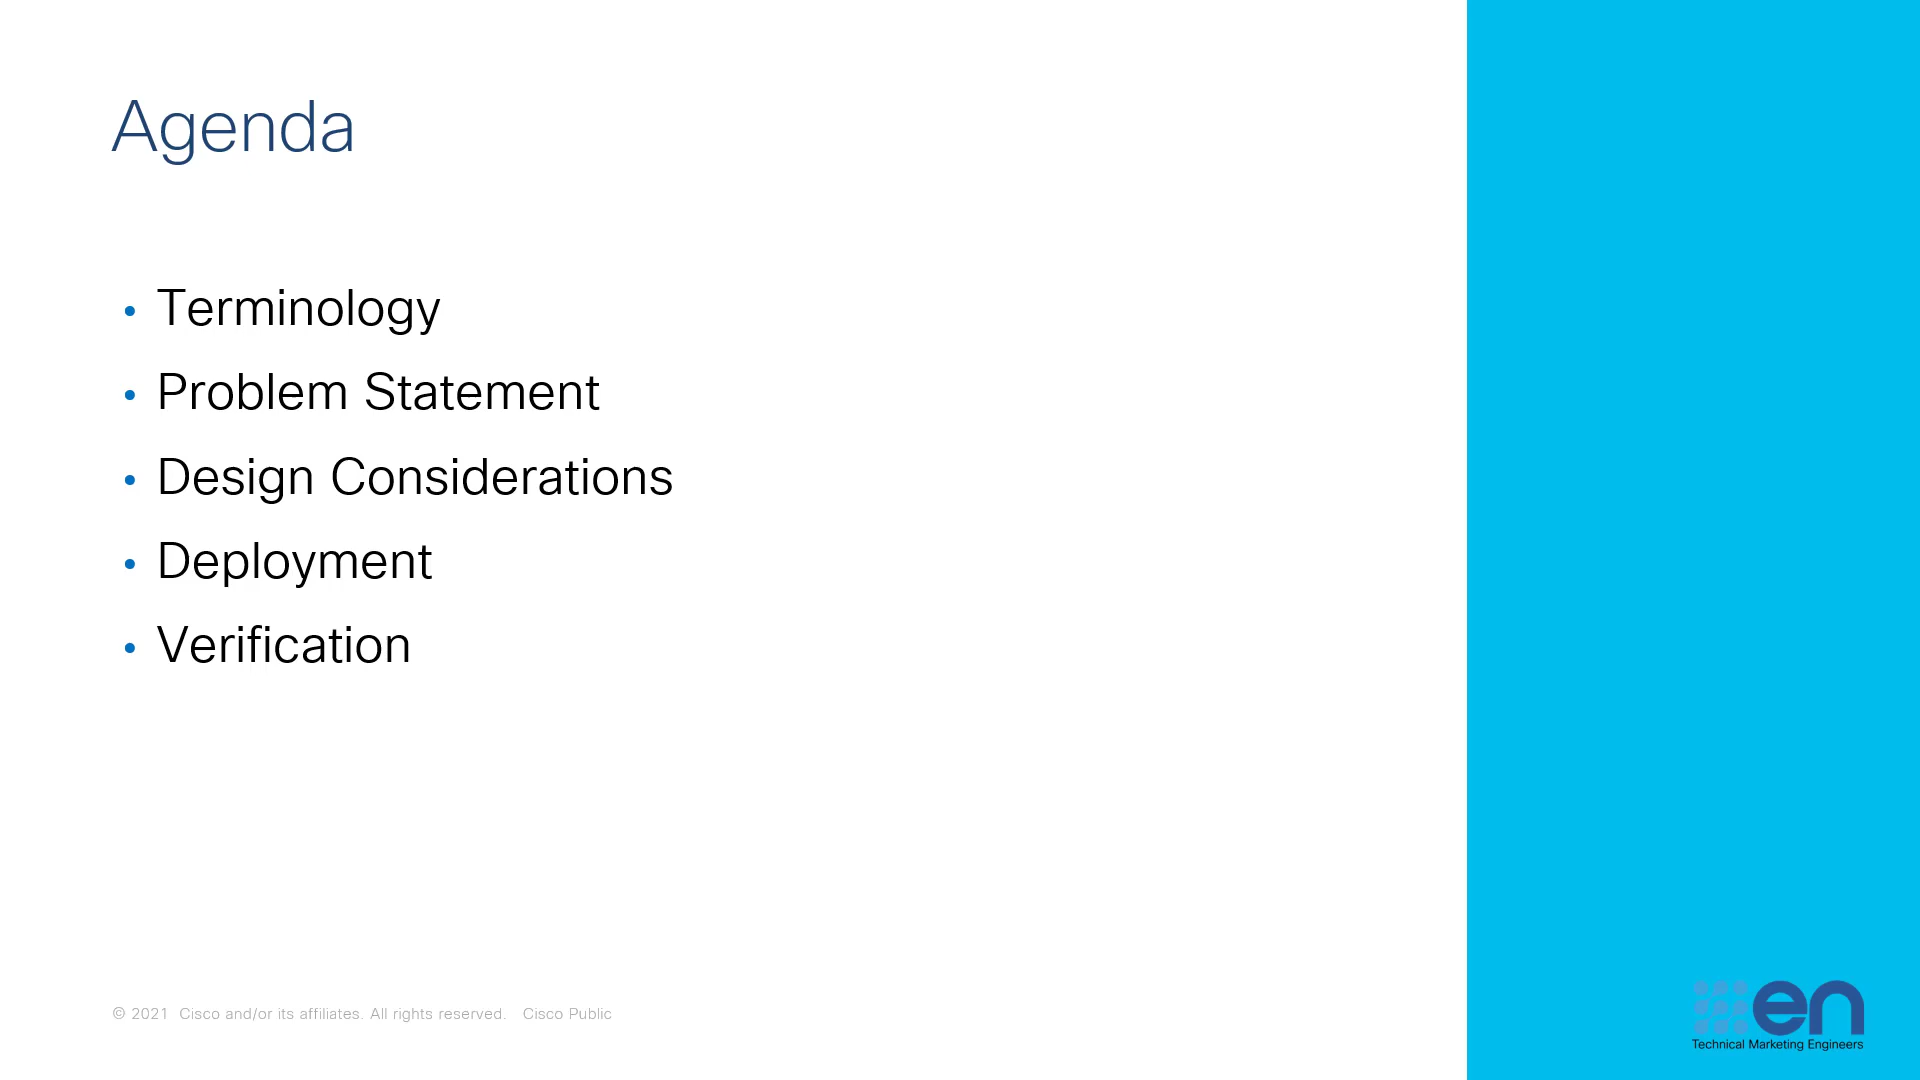 Agenda
• Terminology
• Problem Statement
• Design Considerations
• Deployment
• Verification
© 2021 Cisco and/or its affiliates. All rights reserved. Cisco Public
en
Technical Marketing Engineers